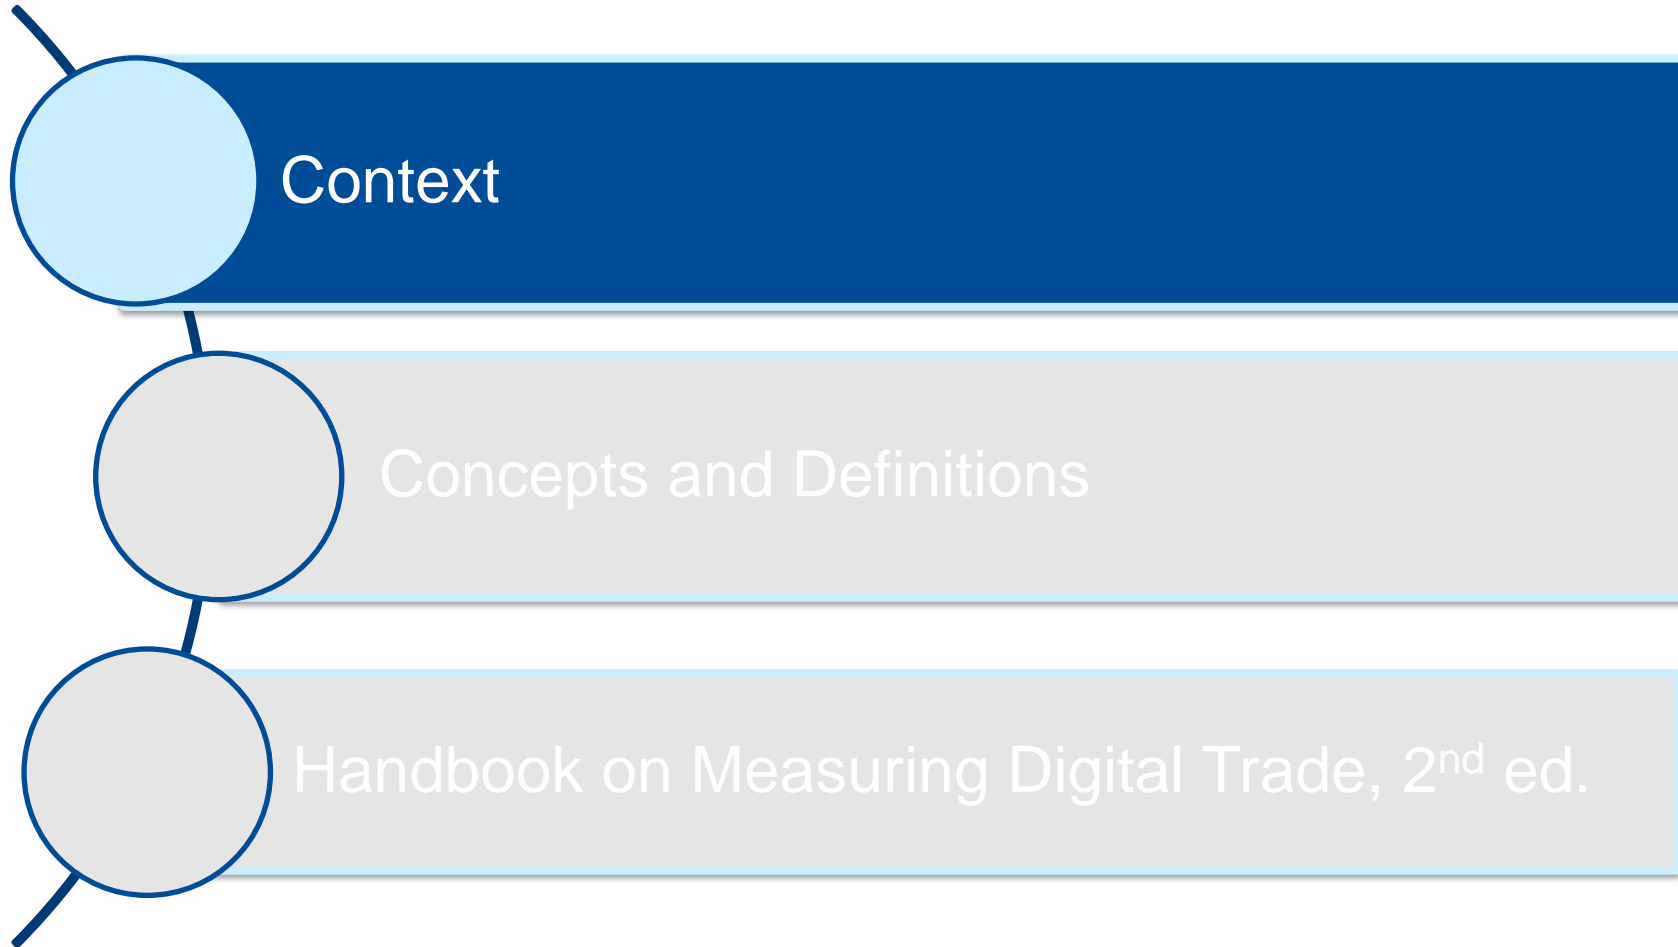 Context
Concepts and Definitions
Handbook on Measuring Digital Trade, 2nd ed.